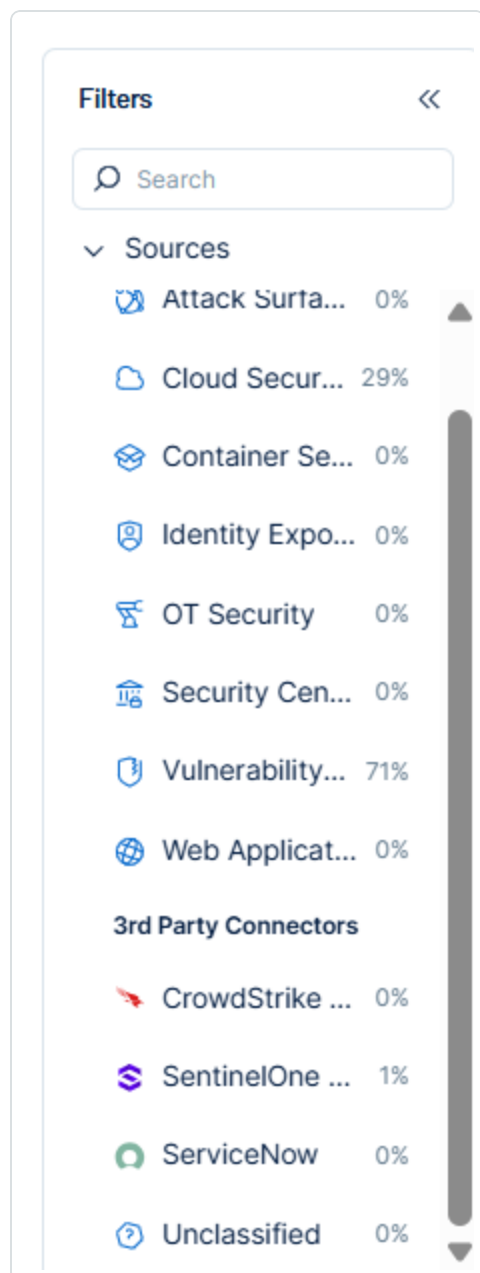 Filters
Search
Sources
Attack Surfa... 0%
Cloud Secur... 29%
Container Se... 0%
Identity Expo... 0%
OT Security 0%
Security Cen... 0%
Vulnerability... 71%
Web Applicat... 0%
3rd Party Connectors
CrowdStrike ... 0%
SentinelOne ... 1%
ServiceNow 0%
Unclassified 0%